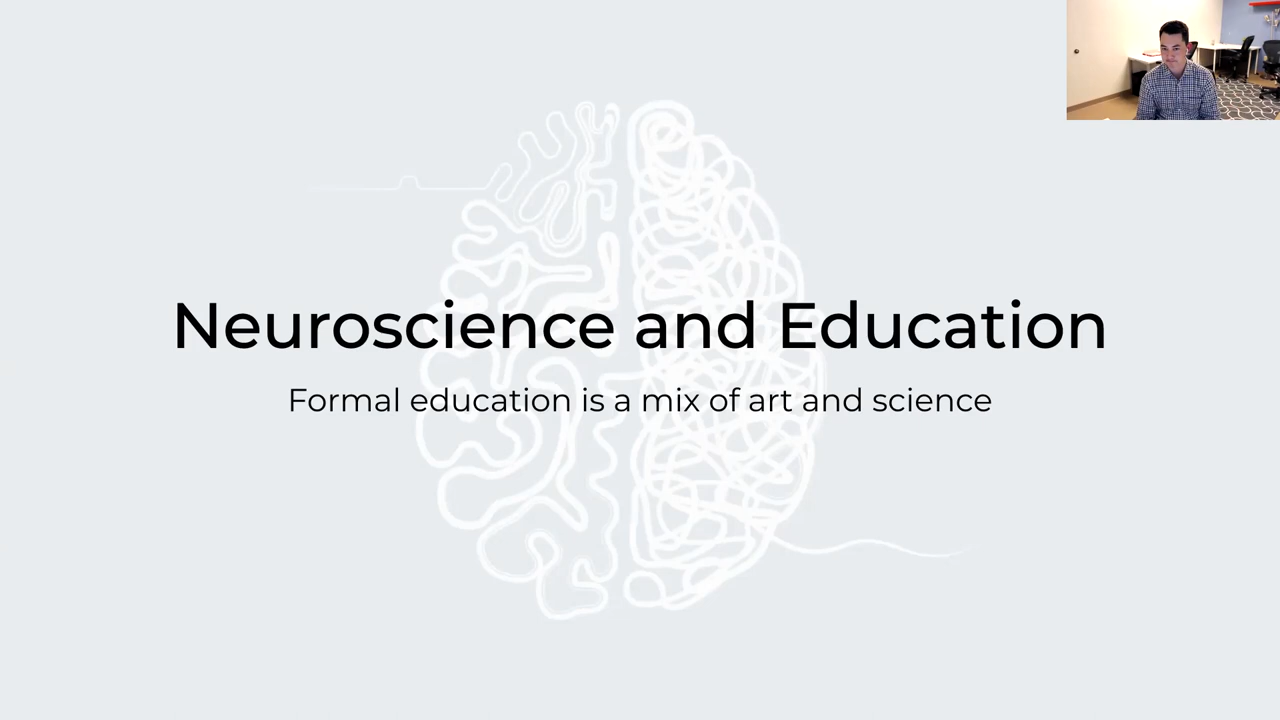 Neuroscience and Education
Formal education is a mix of art and science